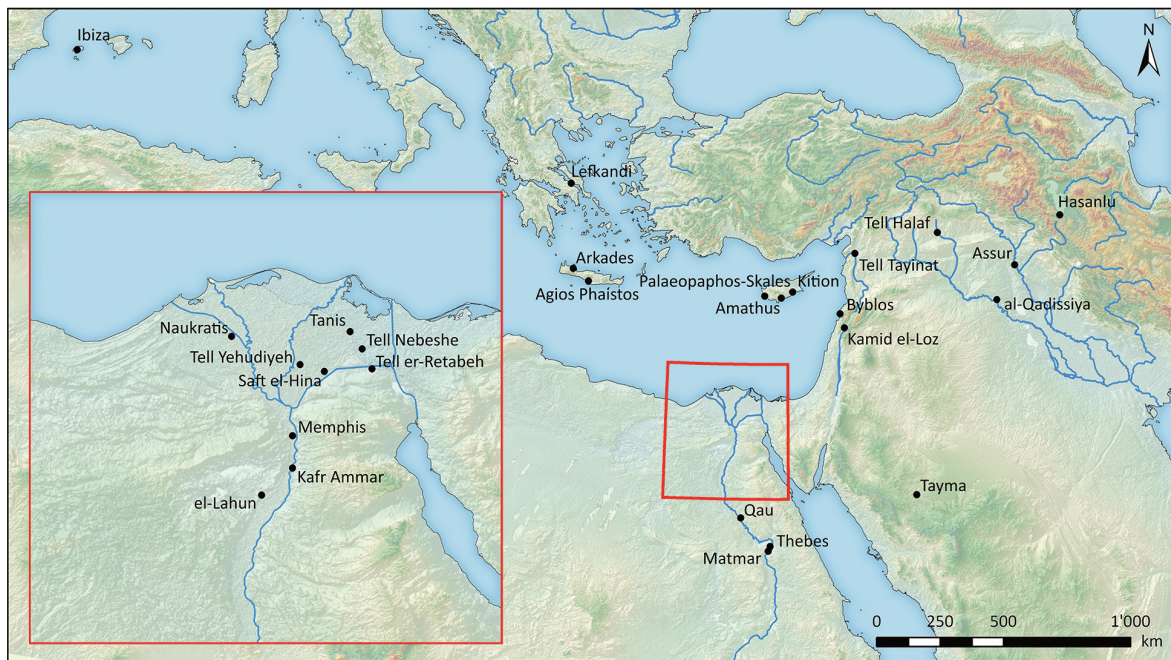 Ibiza
N
Lefkandi
Hasanlu
Tell Halaf
Arkades
Assur
Tell Tayinat
Palaeopaphos-Skales Kition
Agios Phaistos
Amathus
al-Qadissiya
Byblos
Kamid el-Loz
Naukratis
Tanis
Tell Nebeshe
Tell Yehudiyeh
Tell er-Retabeh
Saft el-Hina
Memphis
Kafr Ammar
el-Lahun
Tayma
Qau
Thebes
Matmar
0 250 500 1'000
km